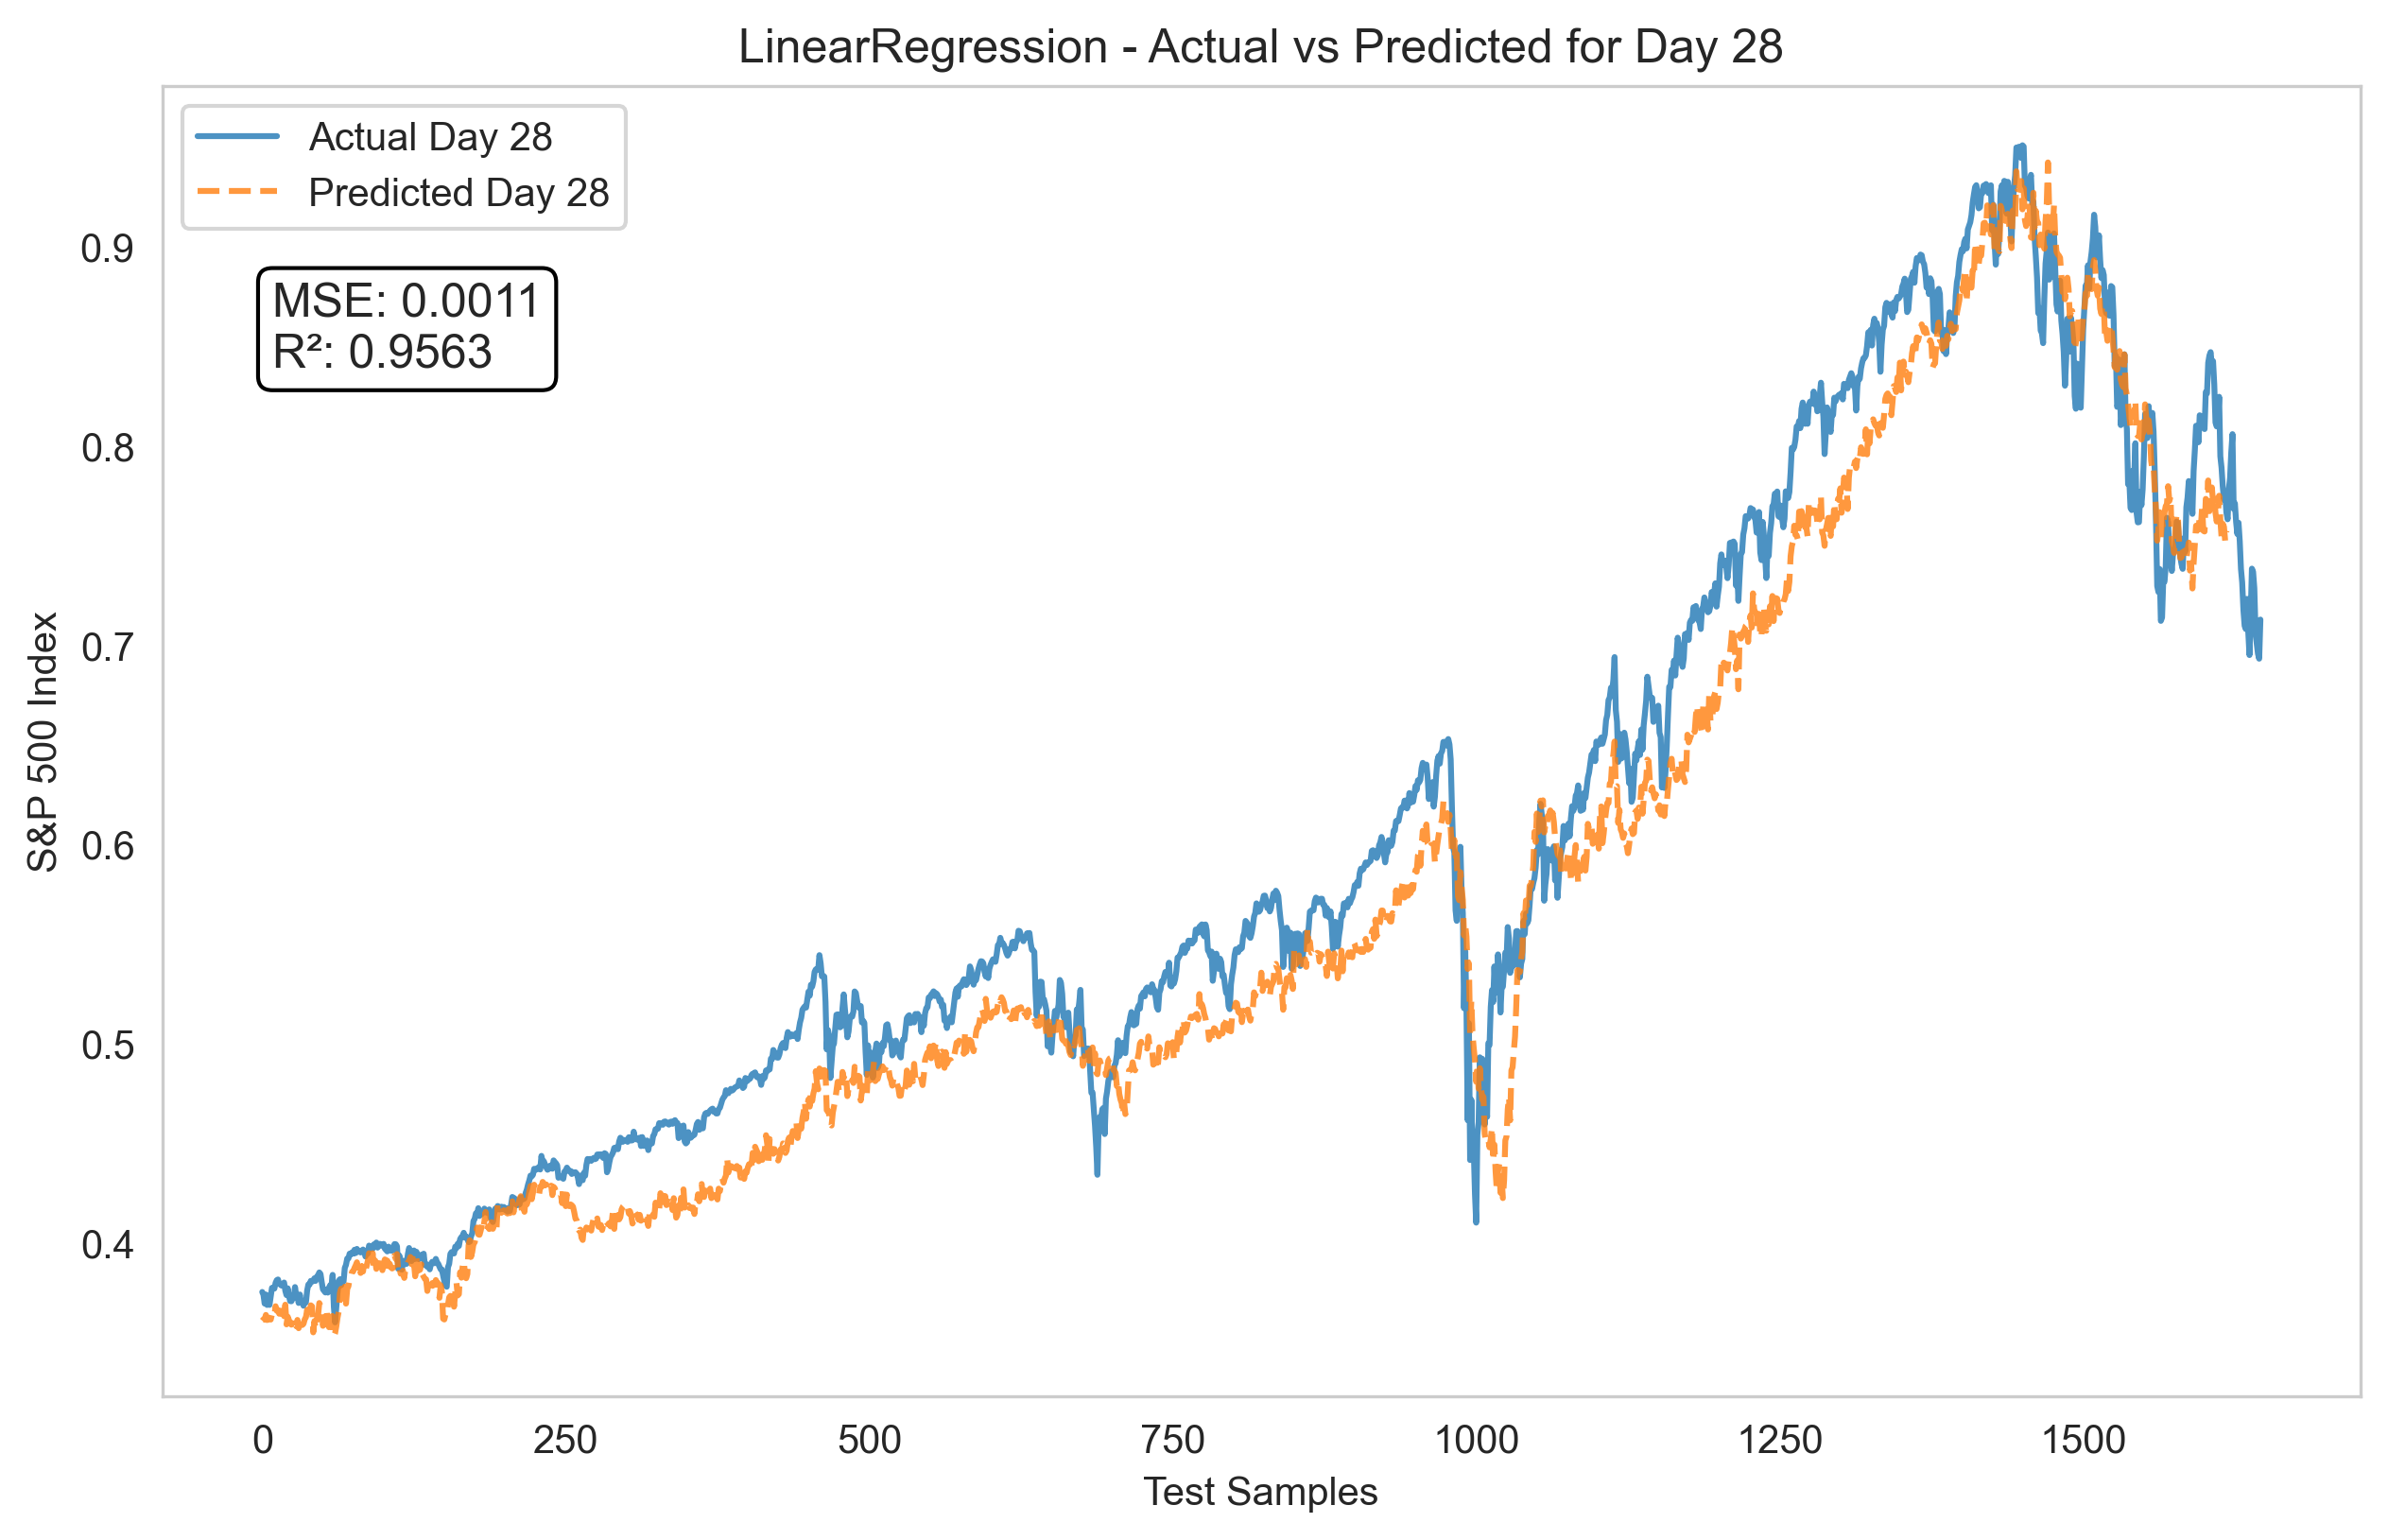 LinearRegression - Actual vs Predicted for Day 28
Actual Day 28
Predicted Day 28
MSE: 0.0011
R²: 0.9563
S&P 500 Index
0.9
0.8
0.7
0.6
0.5
0.4
0 250 500 750 1000 1250 1500
Test Samples